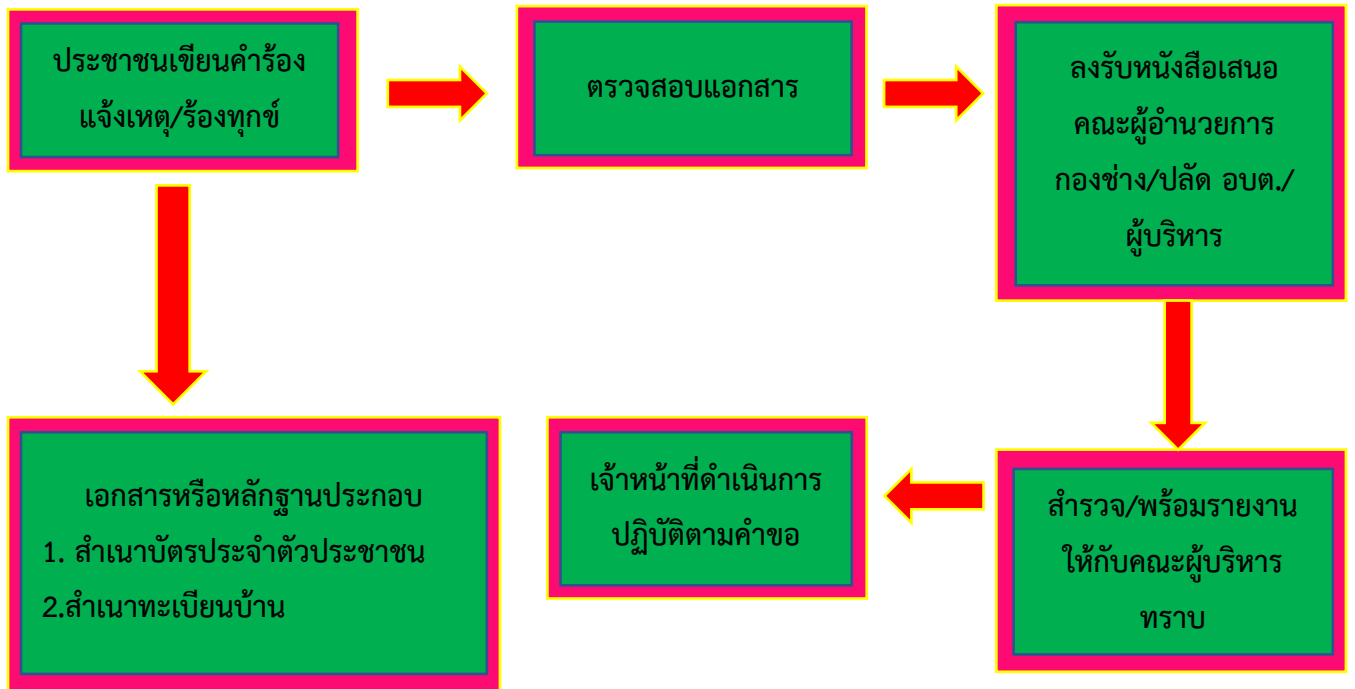 ประชาชนเขียนคำร้อง
แจ้งเหตุ/ร้องทุกข์
ตรวจสอบแอกสาร
ลงรับหนังสือเสนอ
คณะผู้อำนวยการ
กองช่าง/ปลัด อบต./
ผู้บริหาร
เอกสารหรือหลักฐานประกอบ
1. สำเนาบัตรประจำตัวประชาชน
2.สำเนาทะเบียนบ้าน
เจ้าหน้าที่ดำเนินการ
ปฏิบัติตามคำขอ
สำรวจ/พร้อมรายงาน
ให้กับคณะผู้บริหาร
ทราบ